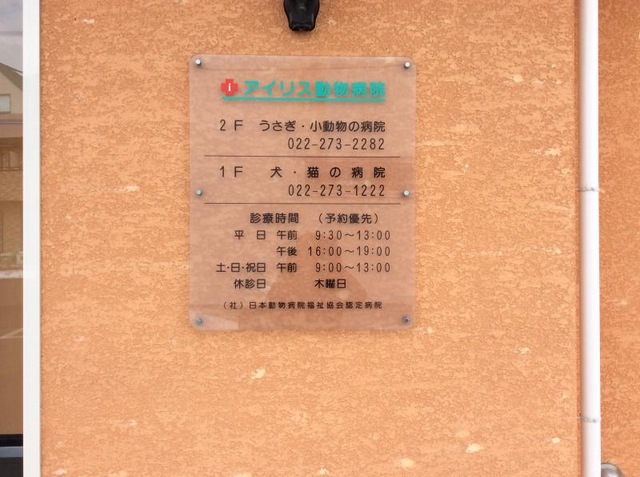 i アイリス動物病院
2F うさぎ・小動物の病院
022-273-2282
1F 犬・猫の病院
022-273-1222
診療時間 （予約優先）
平日 午前 9:30〜13:00
午後 16:00〜19:00
土・日・祝日 午前 9:00〜13:00
休診日 木曜日
（社）日本動物病院福祉協会認定病院